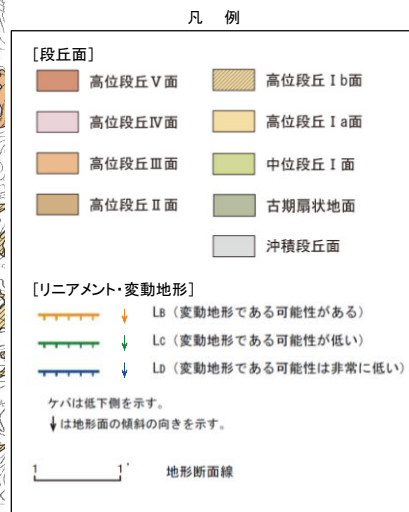 凡 例
[段丘面]
高位段丘Ⅴ面
高位段丘Ⅳ面
高位段丘Ⅲ面
高位段丘Ⅱ面
高位段丘Ⅰb面
高位段丘Ⅰa面
中位段丘Ⅰ面
古期扇状地面
沖積段丘面
[リニアメント・変動地形]
LB（変動地形である可能性がある）
LC（変動地形である可能性が低い）
LD（変動地形である可能性は非常に低い）
ケバは低下側を示す。
↓は地形面の傾斜の向きを示す。
1 1' 地形断面線